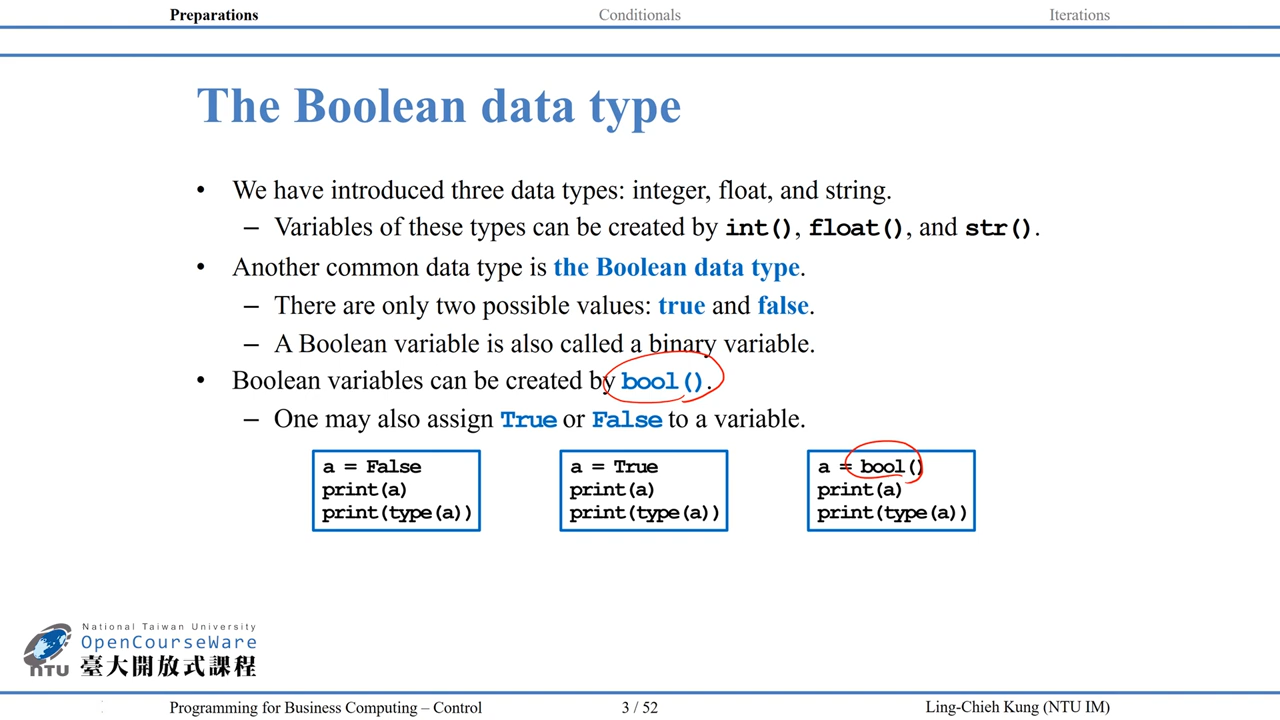 Preparations Conditionals Iterations
The Boolean data type
• We have introduced three data types: integer, float, and string.
– Variables of these types can be created by int(), float(), and str().
• Another common data type is the Boolean data type.
– There are only two possible values: true and false.
– A Boolean variable is also called a binary variable.
• Boolean variables can be created by bool().
– One may also assign True or False to a variable.
a = False
print(a)
print(type(a))
a = True
print(a)
print(type(a))
a = bool()
print(a)
print(type(a))
National Taiwan University
OpenCourseWare
NTU 臺大開放式課程
Programming for Business Computing – Control 3 / 52 Ling-Chieh Kung (NTU IM)